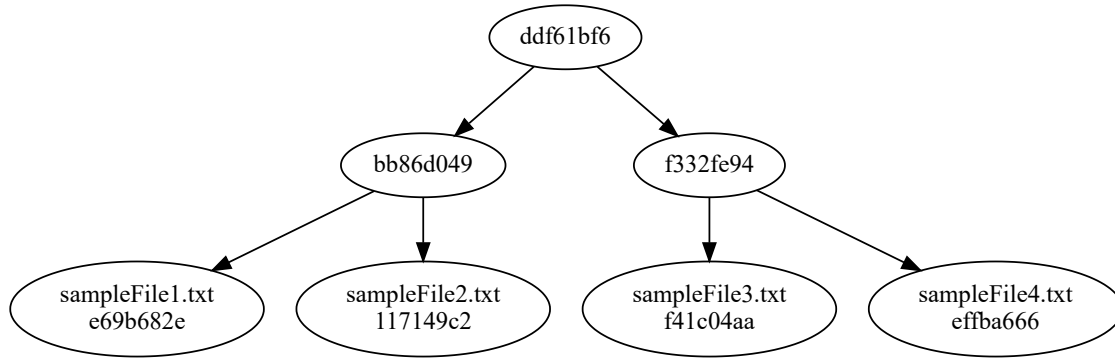 ddf61bf6
bb86d049
f332fe94
sampleFile1.txt
e69b682e
sampleFile2.txt
117149c2
sampleFile3.txt
f41c04aa
sampleFile4.txt
effba666